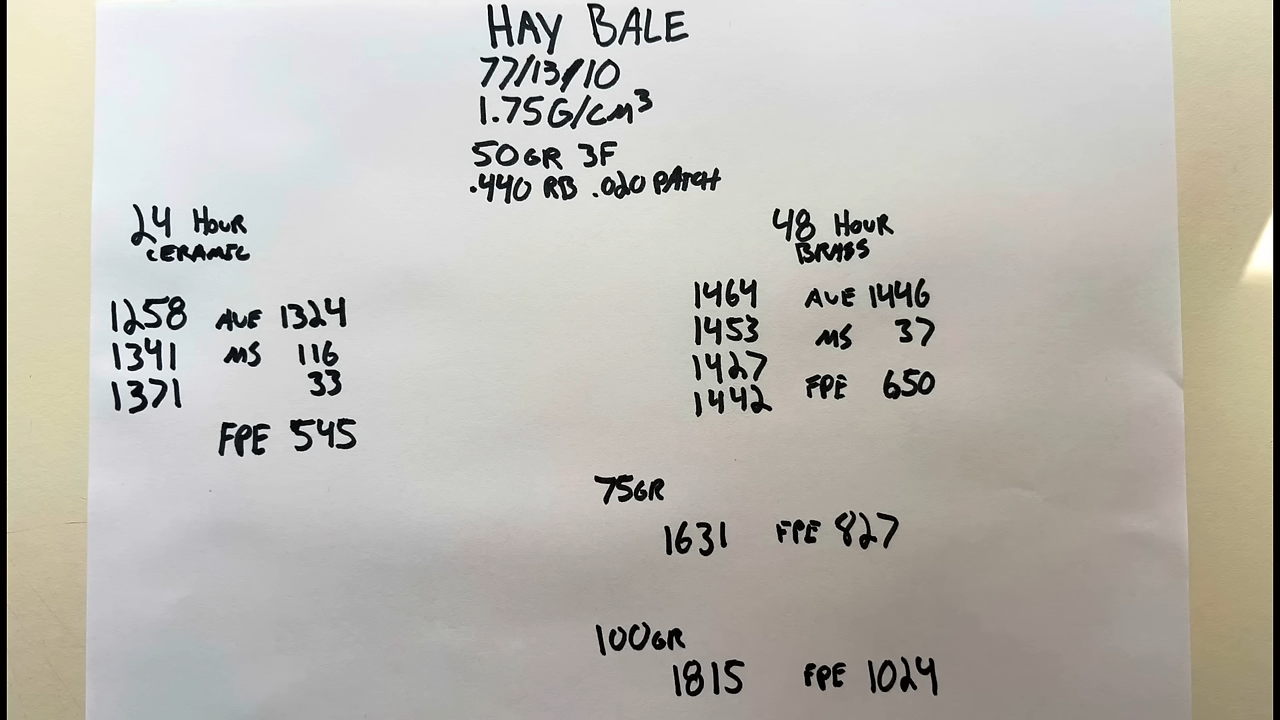 HAY BALE
77/13/10
1.75G/CM³
50GR 3F
.440 RB .020 PATCH
24 HOUR
CERAMIC
1258 AVE 1324
1341 MS 116
1371 33
FPE 545
48 HOUR
BRASS
1464 AVE 1446
1453 MS 37
1427
1442 FPE 650
75GR
1631 FPE 827
100GR
1815 FPE 1024